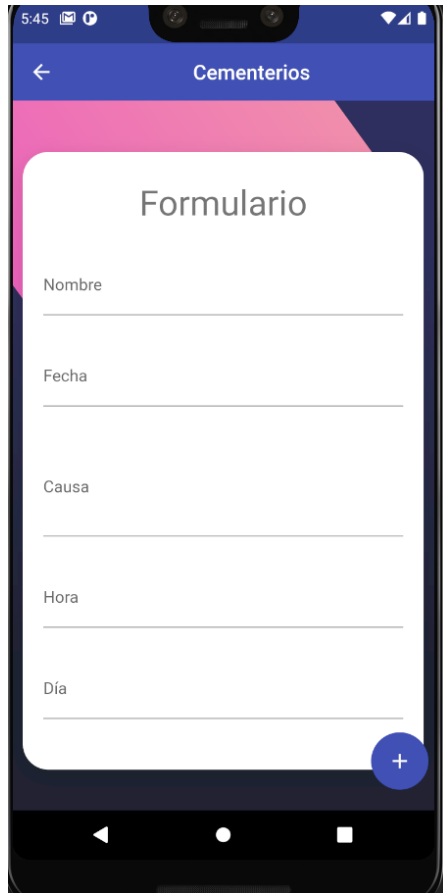 5:45
Cementerios
Formulario
Nombre
Fecha
Causa
Hora
Día
+